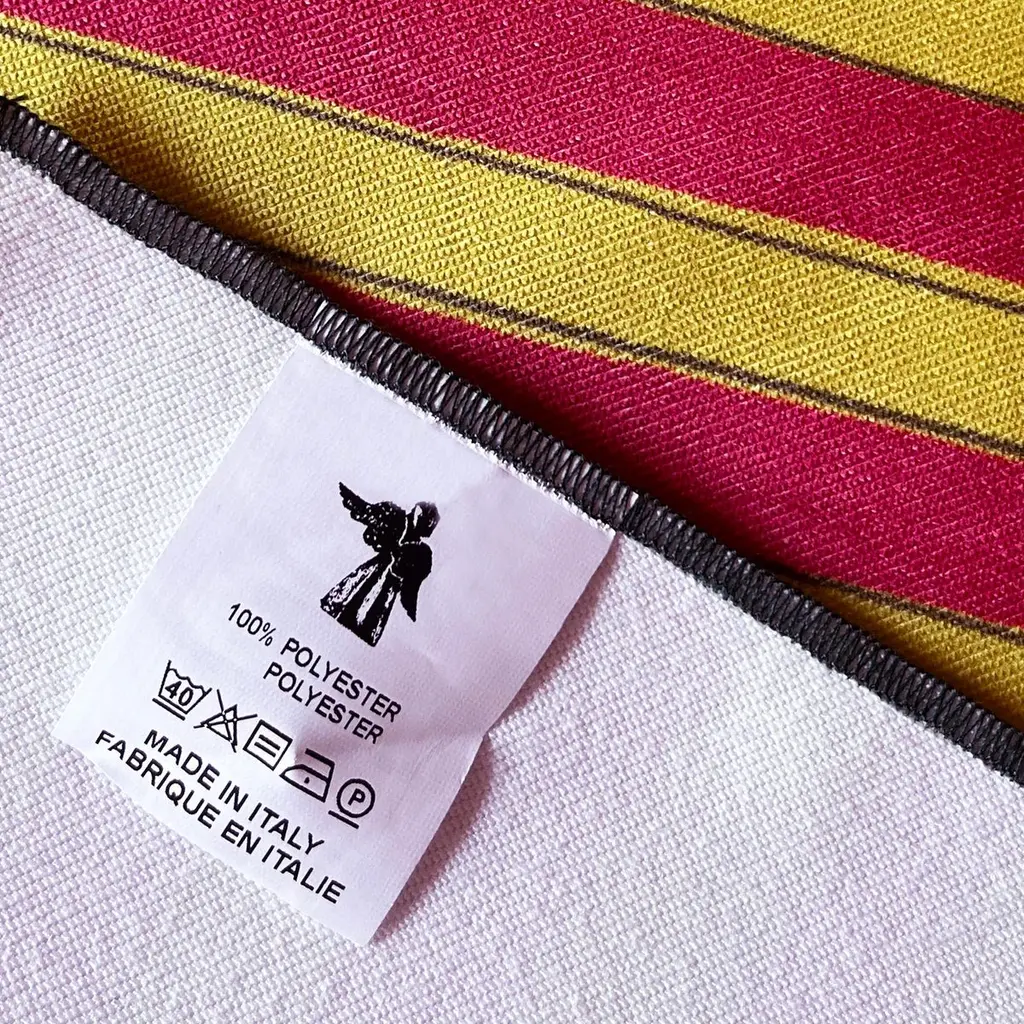 100% POLYESTER
POLYESTER
40 P
MADE IN ITALY
FABRIQUE EN ITALIE